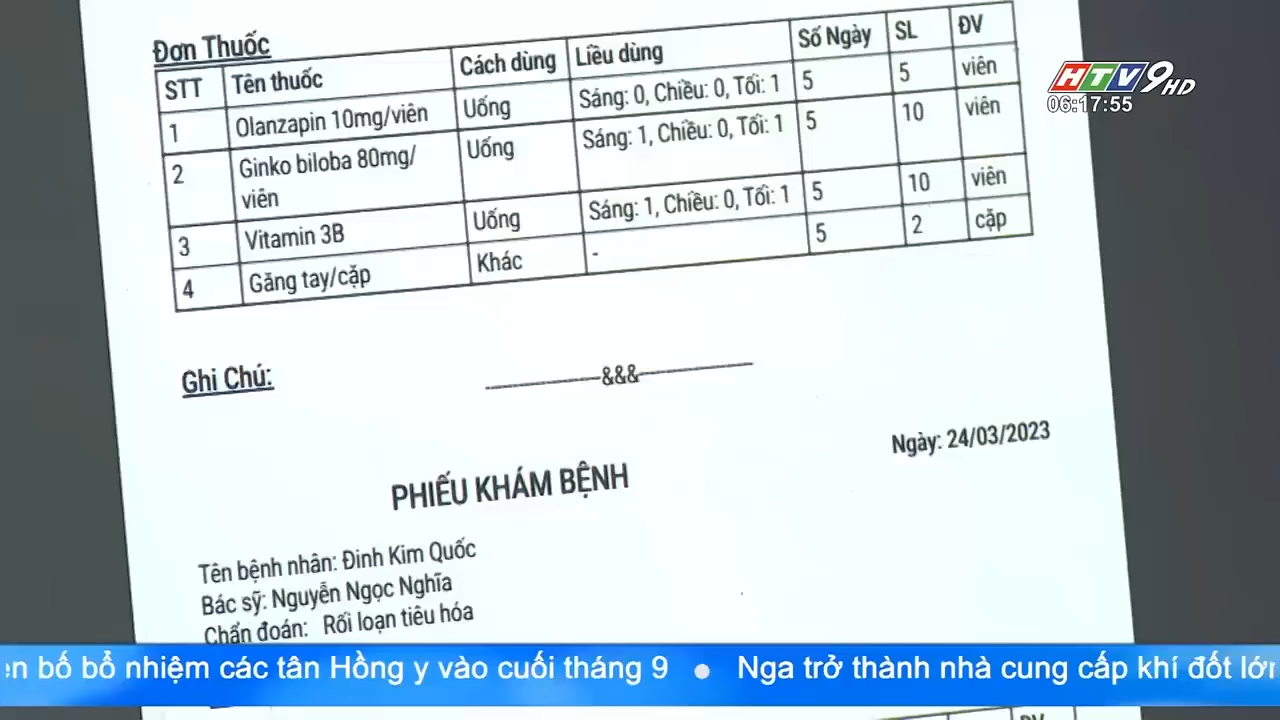 HTV9HD
06:17:55
Đơn Thuốc
STT Tên thuốc Cách dùng Liều dùng Số Ngày SL ĐV
1 Olanzapin 10mg/viên Uống Sáng: 0, Chiều: 0, Tối: 1 5 5 viên
2 Ginko biloba 80mg/ Uống Sáng: 1, Chiều: 0, Tối: 1 5 10 viên
viên
3 Vitamin 3B Uống Sáng: 1, Chiều: 0, Tối: 1 5 10 viên
4 Găng tay/cặp Khác - 5 2 cặp
Ghi Chú:
&&&
Ngày: 24/03/2023
PHIẾU KHÁM BỆNH
Tên bệnh nhân: Đinh Kim Quốc
Bác sỹ: Nguyễn Ngọc Nghĩa
Chẩn đoán: Rối loạn tiêu hóa
bố bổ nhiệm các tân Hồng y vào cuối tháng 9 ● Nga trở thành nhà cung cấp khí đốt lớn